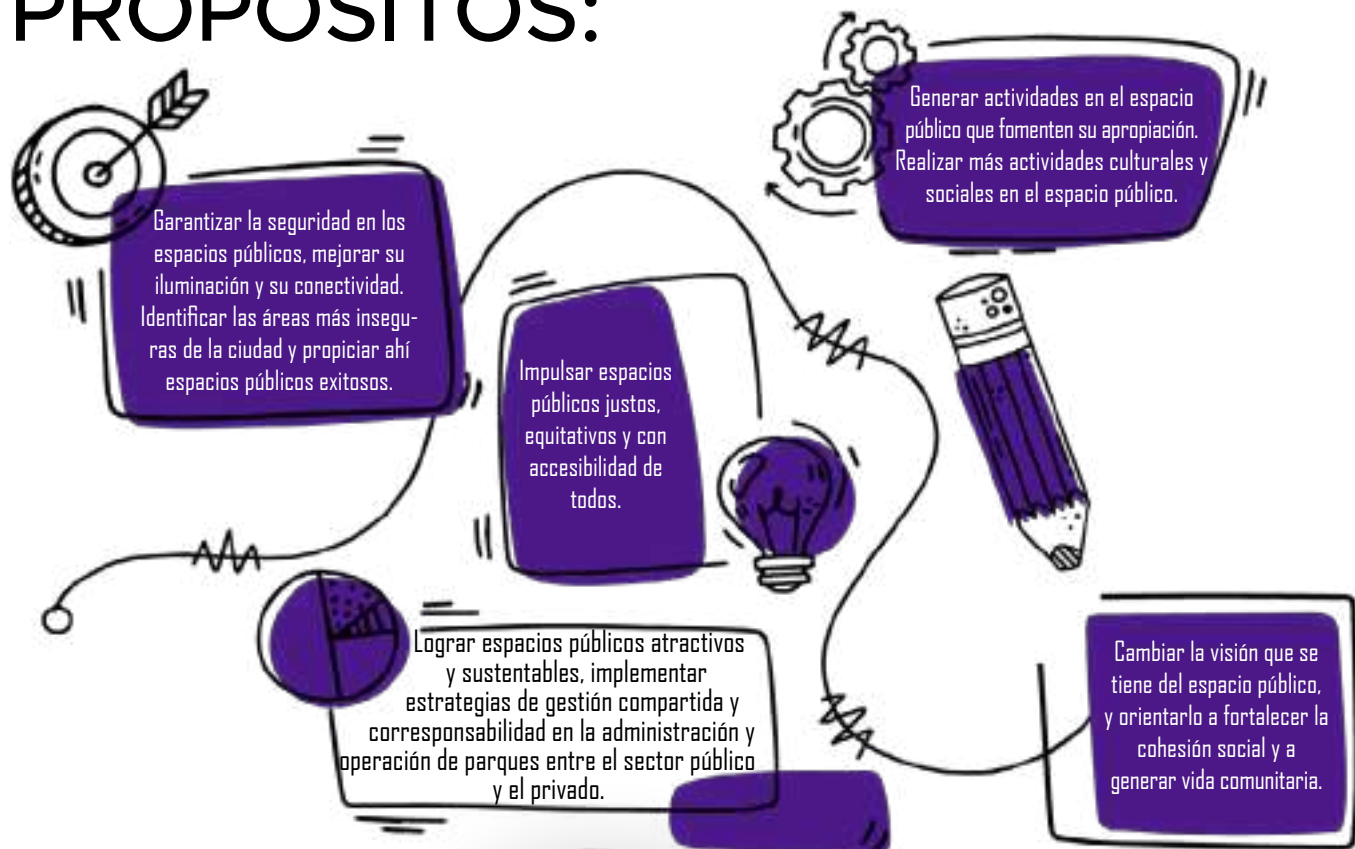 PROPÓSITOS:
Garantizar la seguridad en los
espacios públicos, mejorar su
iluminación y su conectividad.
Identificar las áreas más insegu-
ras de la ciudad y propiciar ahí
espacios públicos exitosos.
Generar actividades en el espacio
público que fomenten su apropiación.
Realizar más actividades culturales y
sociales en el espacio público.
Impulsar espacios
públicos justos,
equitativos y con
accesibilidad de
todos.
Lograr espacios públicos atractivos
y sustentables, implementar
estrategias de gestión compartida y
corresponsabilidad en la administración y
operación de parques entre el sector público
y el privado.
Cambiar la visión que se
tiene del espacio público,
y orientarlo a fortalecer la
cohesión social y a
generar vida comunitaria.